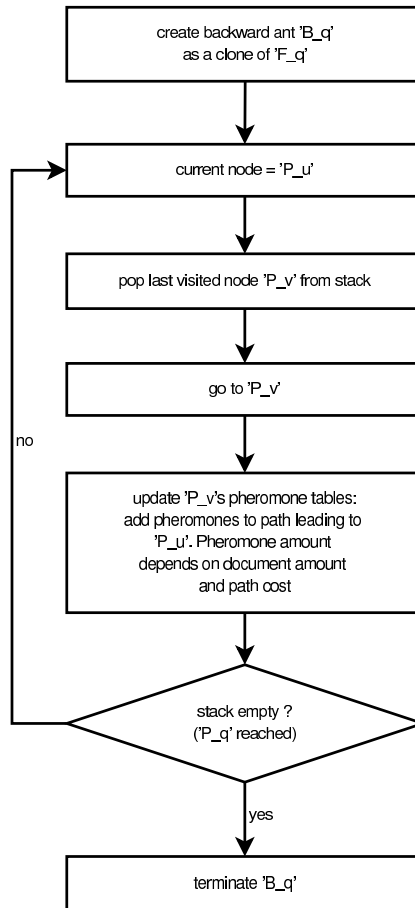 create backward ant 'B_q'
as a clone of 'F_q'
current node = 'P_u'
pop last visited node 'P_v' from stack
go to 'P_v'
no
update 'P_v's pheromone tables:
add pheromones to path leading to
'P_u'. Pheromone amount
depends on document amount
and path cost
stack empty ?
('P_q' reached)
yes
terminate 'B_q'